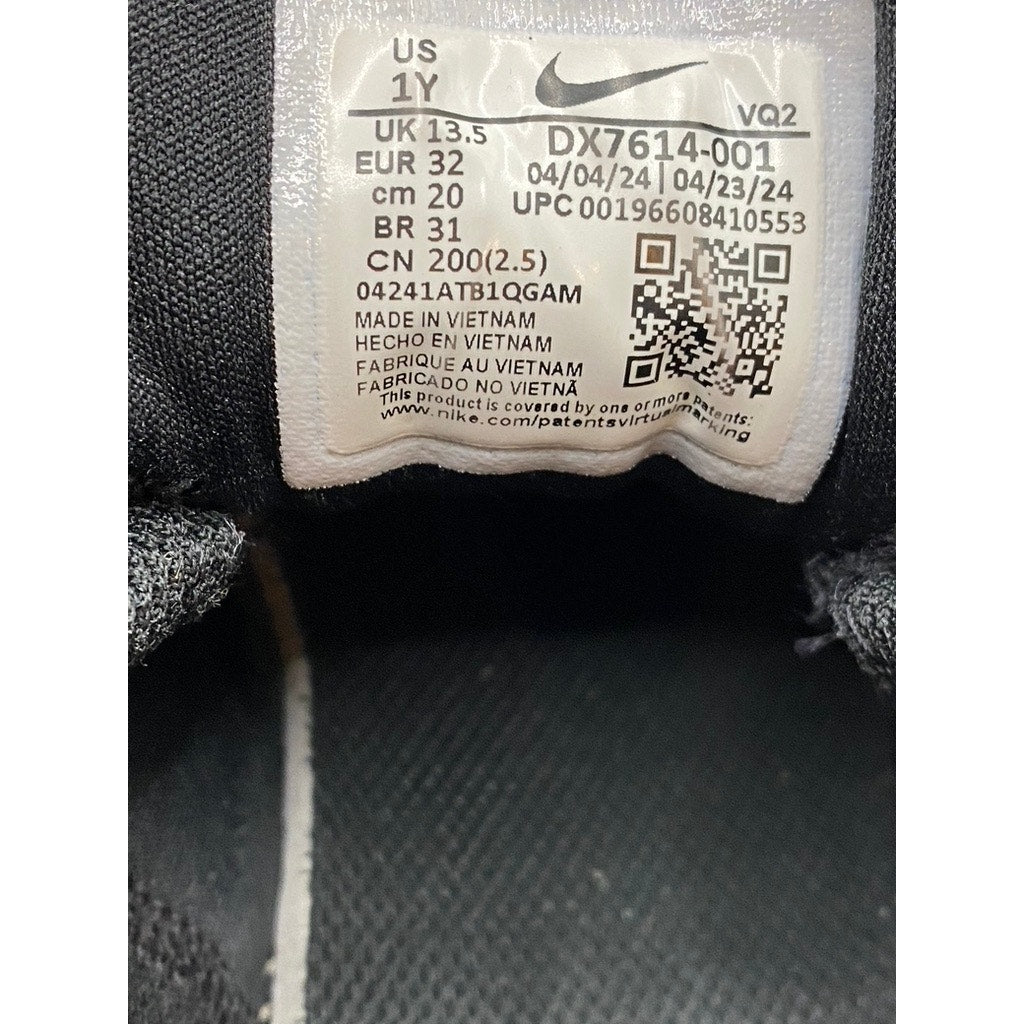 US
1Y
VQ2
UK 13.5
EUR 32
cm 20
BR 31
CN 200(2.5)
DX7614-001
04/04/24 | 04/23/24
UPC 00196608410553
04241ATB1QGAM
MADE IN VIETNAM
HECHO EN VIETNAM
FABRIQUE AU VIETNAM
FABRICADO NO VIETNÃ
This product is covered by one or more patents:
www.nike.com/patentsvirtualmarking